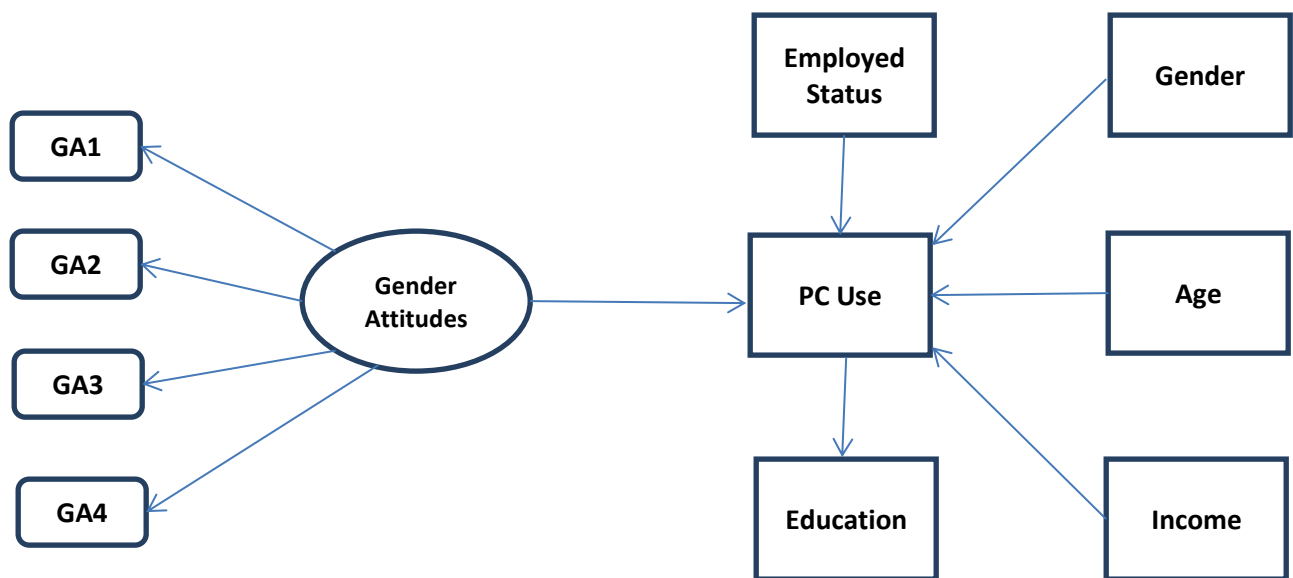 Employed
Status
Gender
GA1
GA2
Gender
Attitudes
PC Use
Age
GA3
GA4
Education
Income